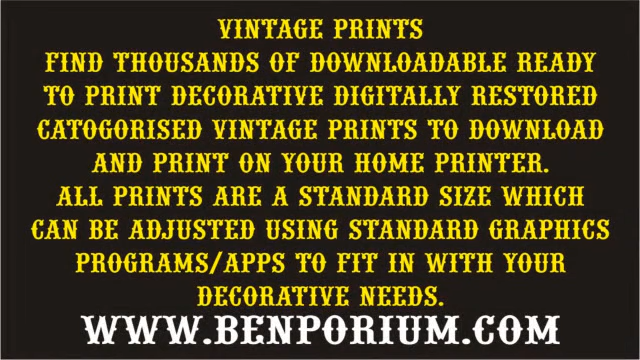 VINTAGE PRINTS
FIND THOUSANDS OF DOWNLOADABLE READY
TO PRINT DECORATIVE DIGITALLY RESTORED
CATOGORISED VINTAGE PRINTS TO DOWNLOAD
AND PRINT ON YOUR HOME PRINTER.
ALL PRINTS ARE A STANDARD SIZE WHICH
CAN BE ADJUSTED USING STANDARD GRAPHICS
PROGRAMS/APPS TO FIT IN WITH YOUR
DECORATIVE NEEDS.
WWW.BENPORIUM.COM